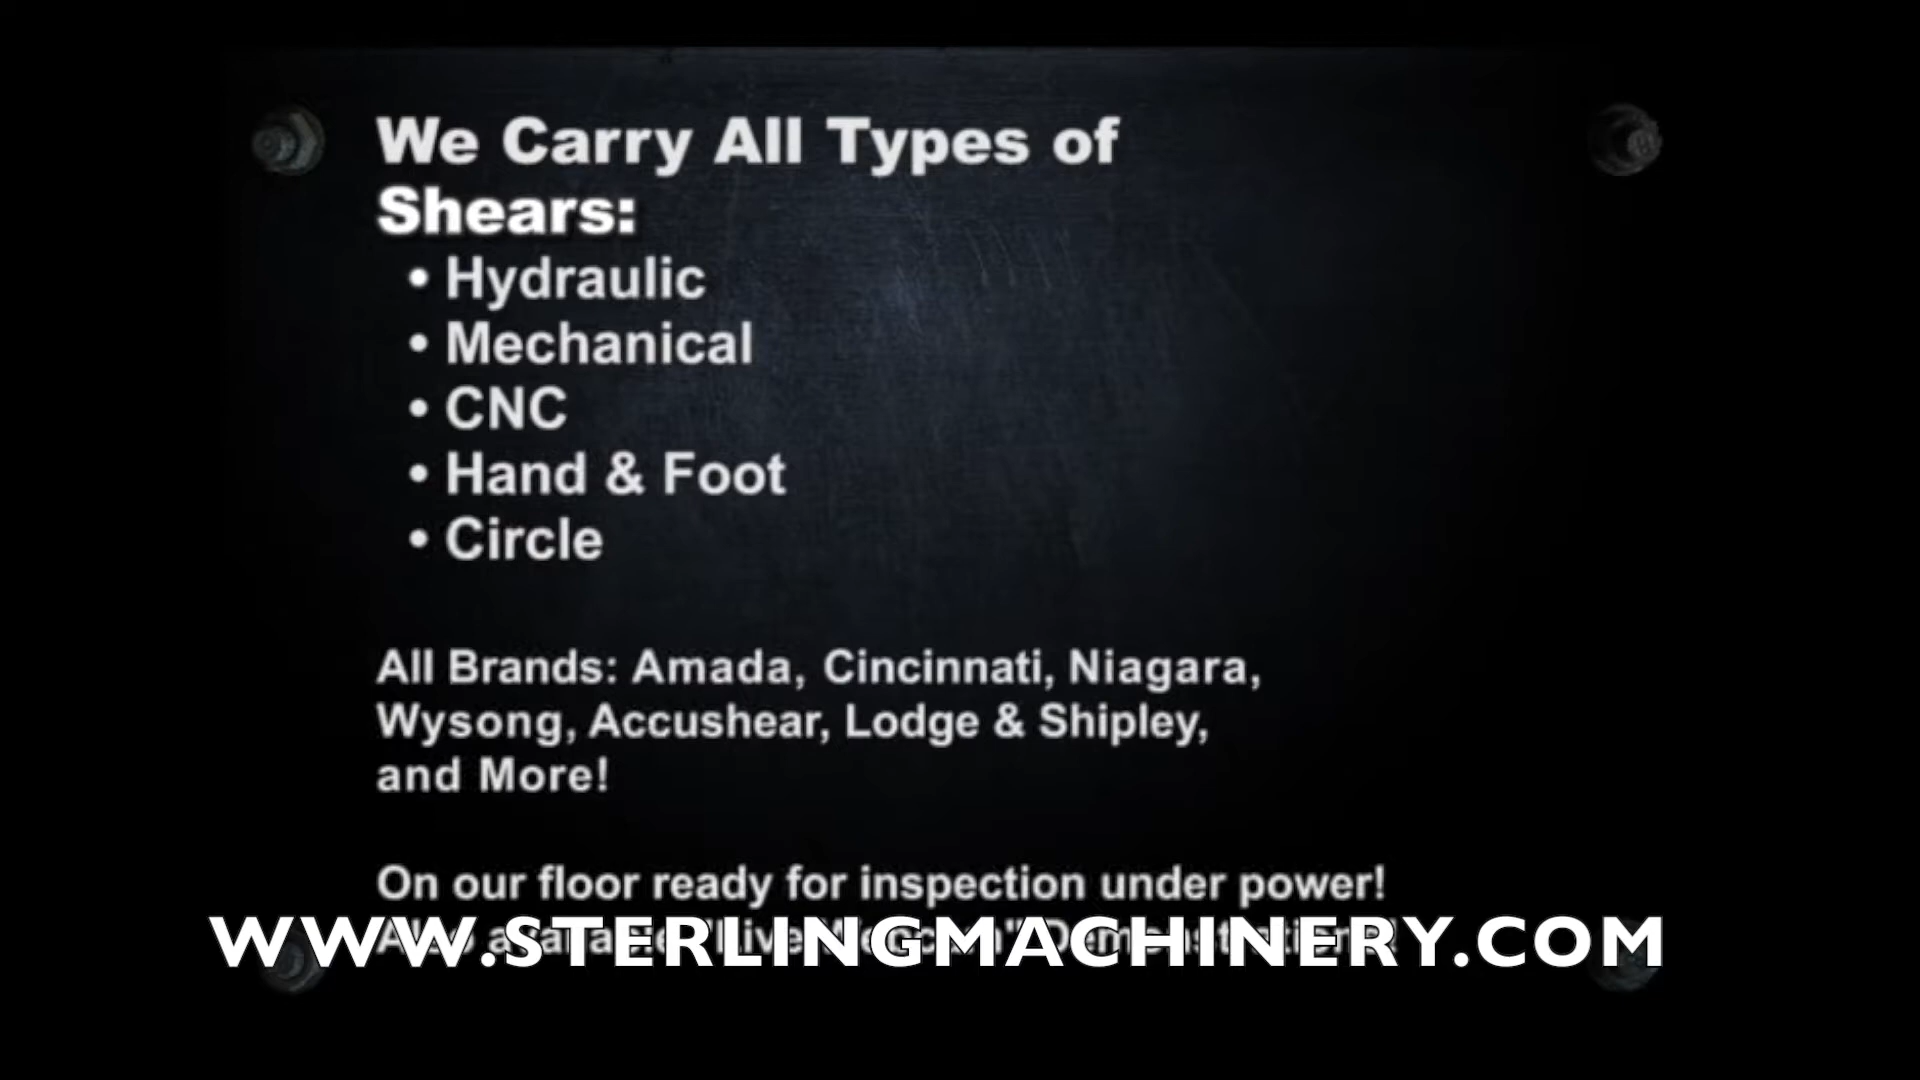 We Carry All Types of
Shears:
• Hydraulic
• Mechanical
• CNC
• Hand & Foot
• Circle
All Brands: Amada, Cincinnati, Niagara,
Wysong, Accushear, Lodge & Shipley,
and More!
On our floor ready for inspection under power!
WWW.STERLINGMACHINERY.COM